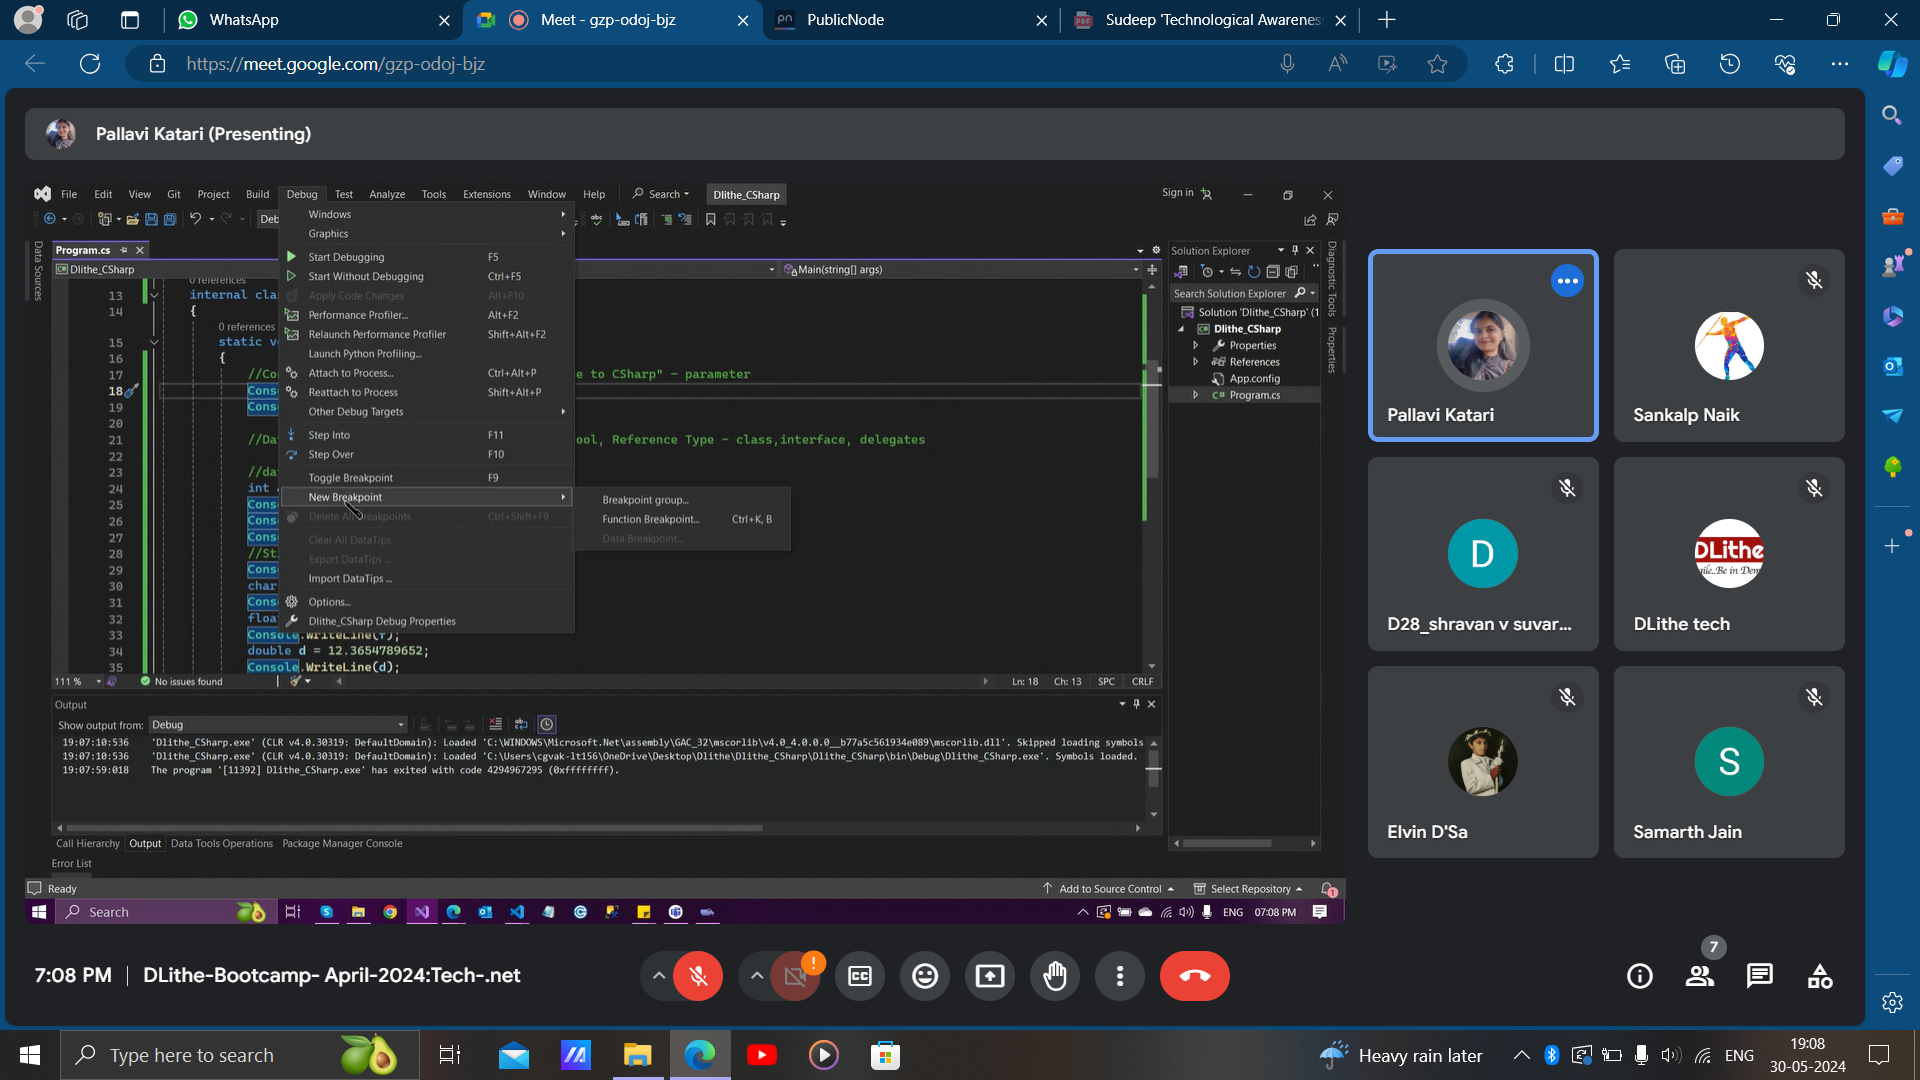 WhatsApp
Meet - gzp-odoj-bjz
PublicNode
Sudeep 'Technological Awarenes
https://meet.google.com/gzp-odoj-bjz
Pallavi Katari (Presenting)
File Edit View Git Project Build Debug Test Analyze Tools Extensions Window Help Search Dlithe_CSharp
Sign in
Deb
Windows
Graphics
Start Debugging F5
Start Without Debugging Ctrl+F5
Apply Code Changes Alt+F10
Performance Profiler... Alt+F2
Relaunch Performance Profiler Shift+Alt+F2
Launch Python Profiling...
Attach to Process... Ctrl+Alt+P
Reattach to Process Shift+Alt+P
Other Debug Targets
Step Into F11
Step Over F10
Toggle Breakpoint F9
New Breakpoint
Delete All Breakpoints Ctrl+Shift+F9
Clear All DataTips
Export DataTips ...
Import DataTips ...
Options...
Dlithe_CSharp Debug Properties
Breakpoint group...
Function Breakpoint... Ctrl+K, B
Data Breakpoint...
Data Sources
Program.cs
Dlithe_CSharp
Main(string[] args)
0 references
13 internal cla
14 {
0 references
15 static v
16 {
17 //Co e to CSharp" - parameter
18 Cons
19 Cons
20
21 //Da ool, Reference Type - class,interface, delegates
22
23 //da
24 int
25 Cons
26 Cons
27 Cons
28 //St
29 Cons
30 char
31 Cons
32 floa
33 Console.WriteLine(f);
34 double d = 12.3654789652;
35 Console.WriteLine(d);
111 %
No issues found
Ln: 18 Ch: 13 SPC CRLF
Solution Explorer
Search Solution Explorer
Solution 'Dlithe_CSharp' (1
Dlithe_CSharp
Properties
References
App.config
C# Program.cs
Diagnostic Tools
Properties
Output
Show output from: Debug
19:07:10:536 'Dlithe_CSharp.exe' (CLR v4.0.30319: DefaultDomain): Loaded 'C:\WINDOWS\Microsoft.Net\assembly\GAC_32\mscorlib\v4.0_4.0.0.0__b77a5c561934e089\mscorlib.dll'. Skipped loading symbols
19:07:10:536 'Dlithe_CSharp.exe' (CLR v4.0.30319: DefaultDomain): Loaded 'C:\Users\cgvak-lt156\OneDrive\Desktop\Dlithe\Dlithe_CSharp\Dlithe_CSharp\bin\Debug\Dlithe_CSharp.exe'. Symbols loaded.
19:07:59:018 The program '[11392] Dlithe_CSharp.exe' has exited with code 4294967295 (0xffffffff).
Call Hierarchy Output Data Tools Operations Package Manager Console
Error List
Ready
Add to Source Control
Select Repository
1
Search
ENG 07:08 PM
Pallavi Katari
Sankalp Naik
D
D28_shravan v suvar...
DLithe
DLithe tech
Elvin D'Sa
S
Samarth Jain
7:08 PM | DLithe-Bootcamp- April-2024:Tech-.net
7
Type here to search
Heavy rain later
ENG
19:08
30-05-2024